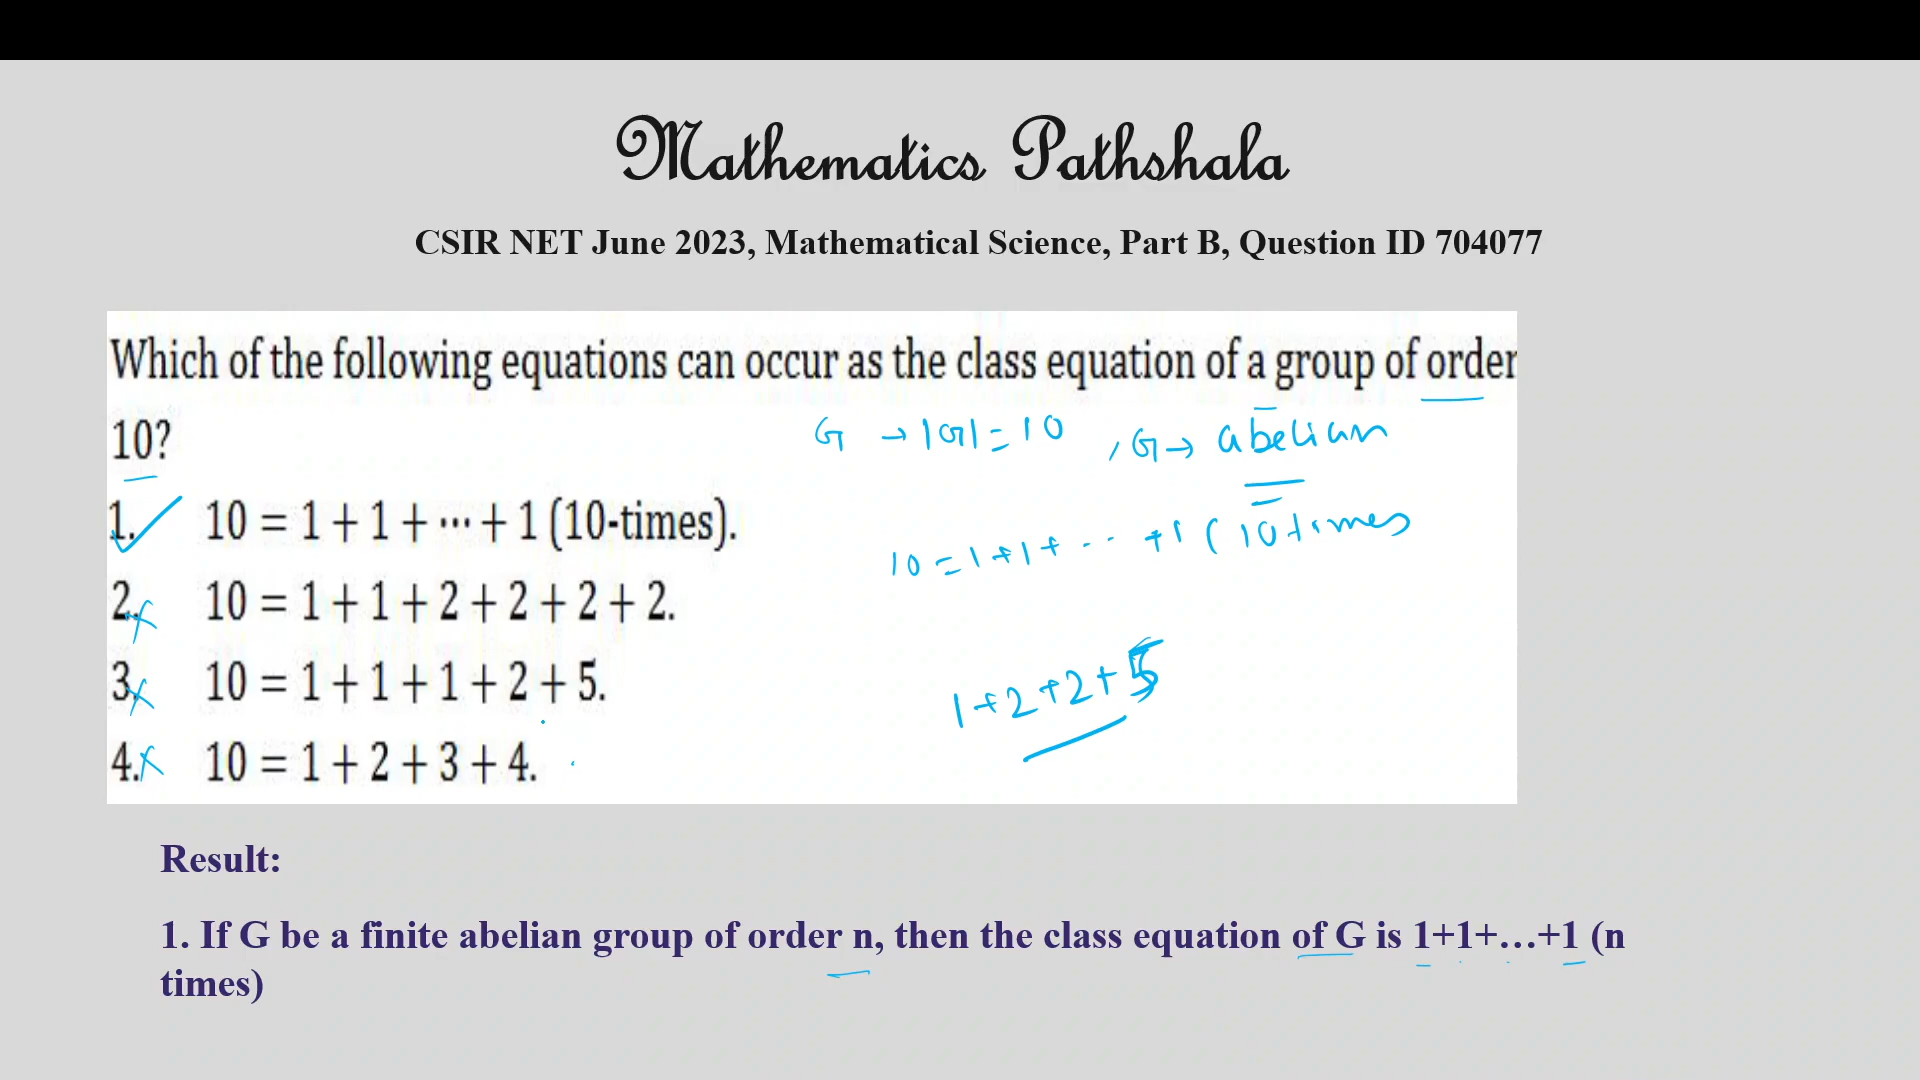 Mathematics Pathshala
CSIR NET June 2023, Mathematical Science, Part B, Question ID 704077
Which of the following equations can occur as the class equation of a group of order
10?
G → |G| = 10 , G → abelian
1. 10 = 1 + 1 + ⋯ + 1 (10-times).
10 = 1 + 1 + ⋯ + 1 ( 10 times
2. 10 = 1 + 1 + 2 + 2 + 2 + 2.
3. 10 = 1 + 1 + 1 + 2 + 5.
1 + 2 + 2 + 5
4. 10 = 1 + 2 + 3 + 4.
Result:
1. If G be a finite abelian group of order n, then the class equation of G is 1+1+…+1 (n
times)